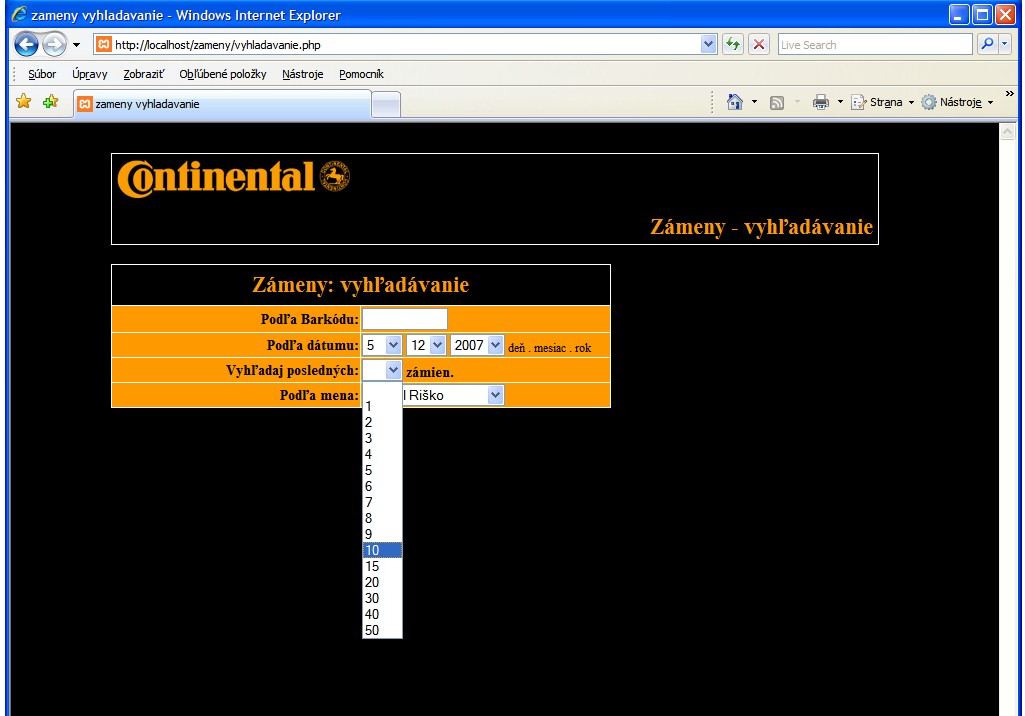 zameny vyhladavanie - Windows Internet Explorer
http://localhost/zameny/vyhladavanie.php
Live Search
Súbor Úpravy Zobraziť Obľúbené položky Nástroje Pomocník
zameny vyhladavanie
Strana Nástroje
Continental
Zámeny - vyhľadávanie
Zámeny: vyhľadávanie
Podľa Barkódu:
Podľa dátumu: 5 12 2007 deň . mesiac . rok
Vyhľadaj posledných: zámien.
Podľa mena: l Riško
1
2
3
4
5
6
7
8
9
10
15
20
30
40
50